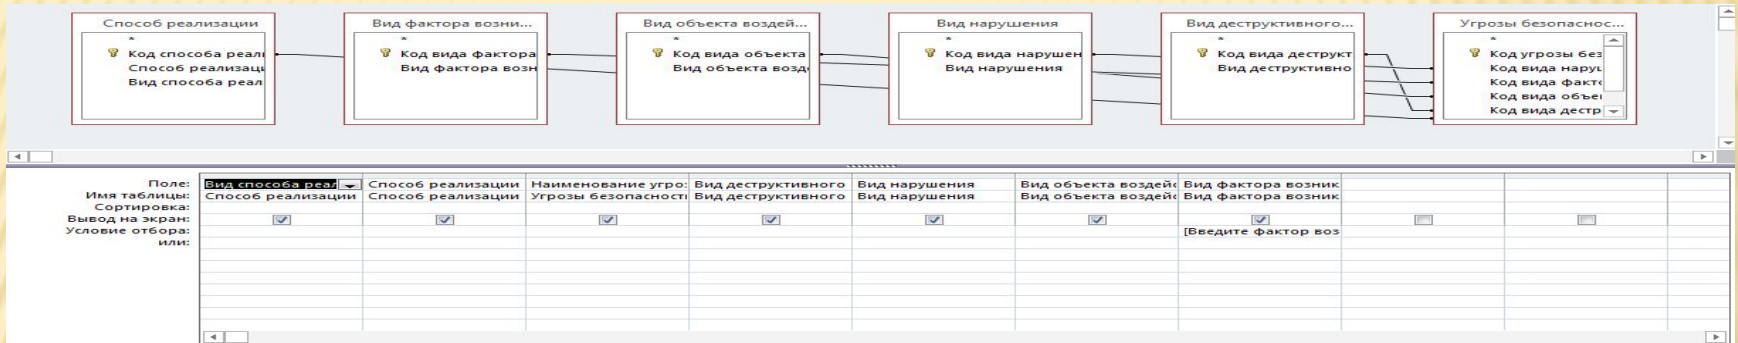 Способ реализации
*
Код способа реали
Способ реализаци
Вид способа реал
Вид фактора возни...
*
Код вида фактора
Вид фактора возн
Вид объекта воздей...
*
Код вида объекта
Вид объекта возд
Вид нарушения
*
Код вида нарушен
Вид нарушения
Вид деструктивного...
*
Код вида деструкт
Вид деструктивно
Угрозы безопаснос...
*
Код угрозы без
Код вида наруш
Код вида факто
Код вида объек
Код вида дестр
Поле: Вид способа реал Способ реализации Наименование угро: Вид деструктивного Вид нарушения Вид объекта воздейс Вид фактора возник
Имя таблицы: Способ реализации Способ реализации Угрозы безопасност Вид деструктивного Вид нарушения Вид объекта воздейс Вид фактора возник
Сортировка:
Вывод на экран:
Условие отбора: [Введите фактор воз
или: